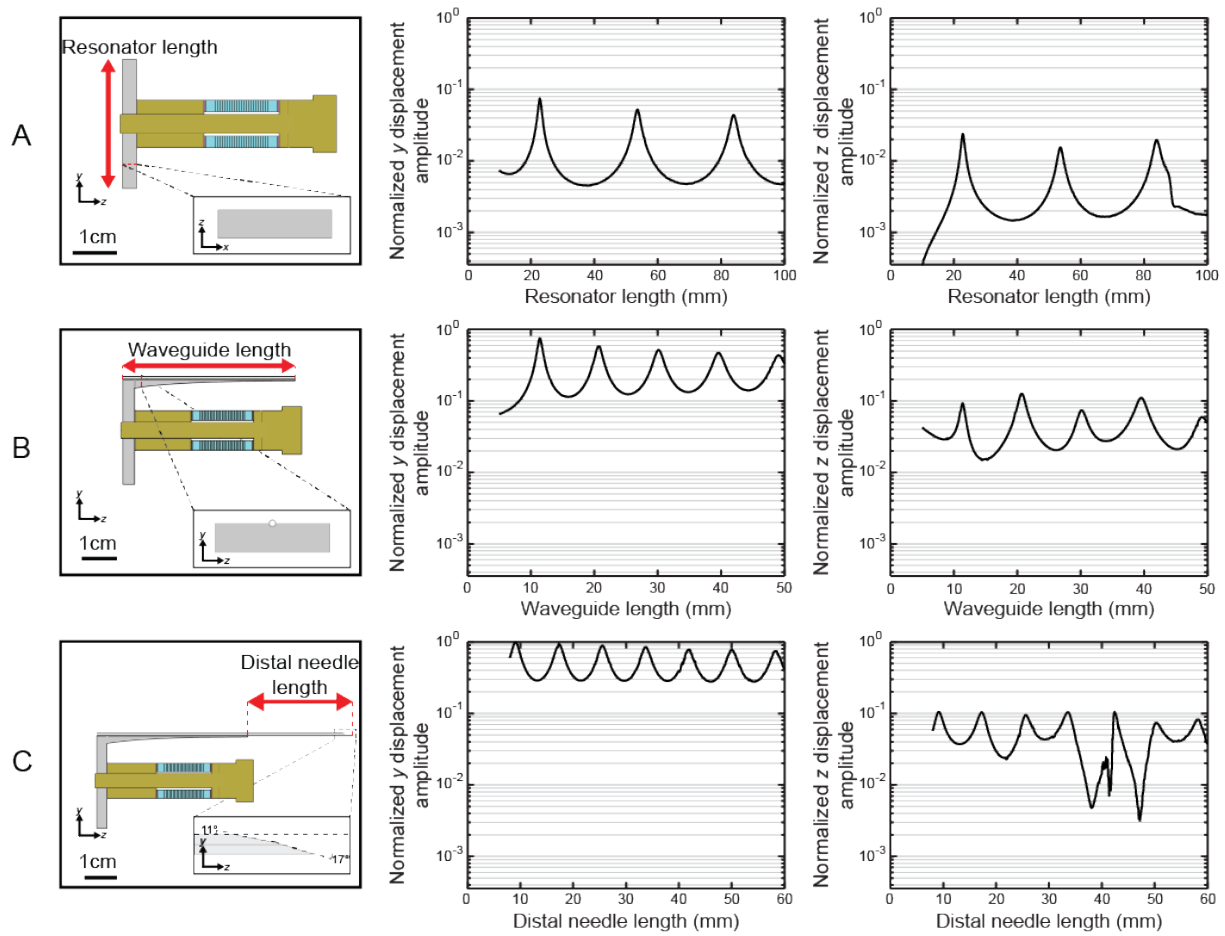 A
Resonator length
y
z
1cm
z
x
Normalized y displacement
amplitude
10^0
10^-1
10^-2
10^-3
0 20 40 60 80 100
Resonator length (mm)
Normalized z displacement
amplitude
10^0
10^-1
10^-2
10^-3
0 20 40 60 80 100
Resonator length (mm)
B
Waveguide length
y
z
1cm
y
z
Normalized y displacement
amplitude
10^0
10^-1
10^-2
10^-3
0 10 20 30 40 50
Waveguide length (mm)
Normalized z displacement
amplitude
10^0
10^-1
10^-2
10^-3
0 10 20 30 40 50
Waveguide length (mm)
C
Distal needle
length
y
z
1cm
11°
y
z
17°
Normalized y displacement
amplitude
10^0
10^-1
10^-2
10^-3
0 10 20 30 40 50 60
Distal needle length (mm)
Normalized z displacement
amplitude
10^0
10^-1
10^-2
10^-3
0 10 20 30 40 50 60
Distal needle length (mm)